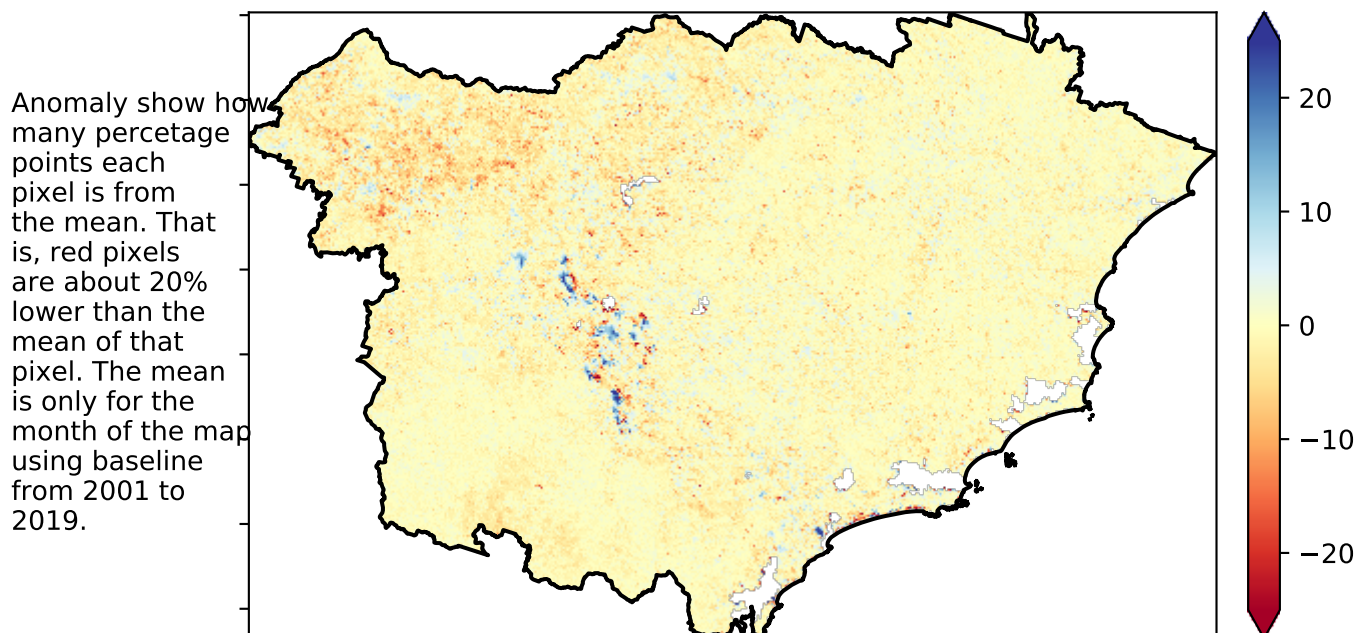 Anomaly show how
many percetage
points each
pixel is from
the mean. That
is, red pixels
are about 20%
lower than the
mean of that
pixel. The mean
is only for the
month of the map
using baseline
from 2001 to
2019.
20
10
0
−10
−20